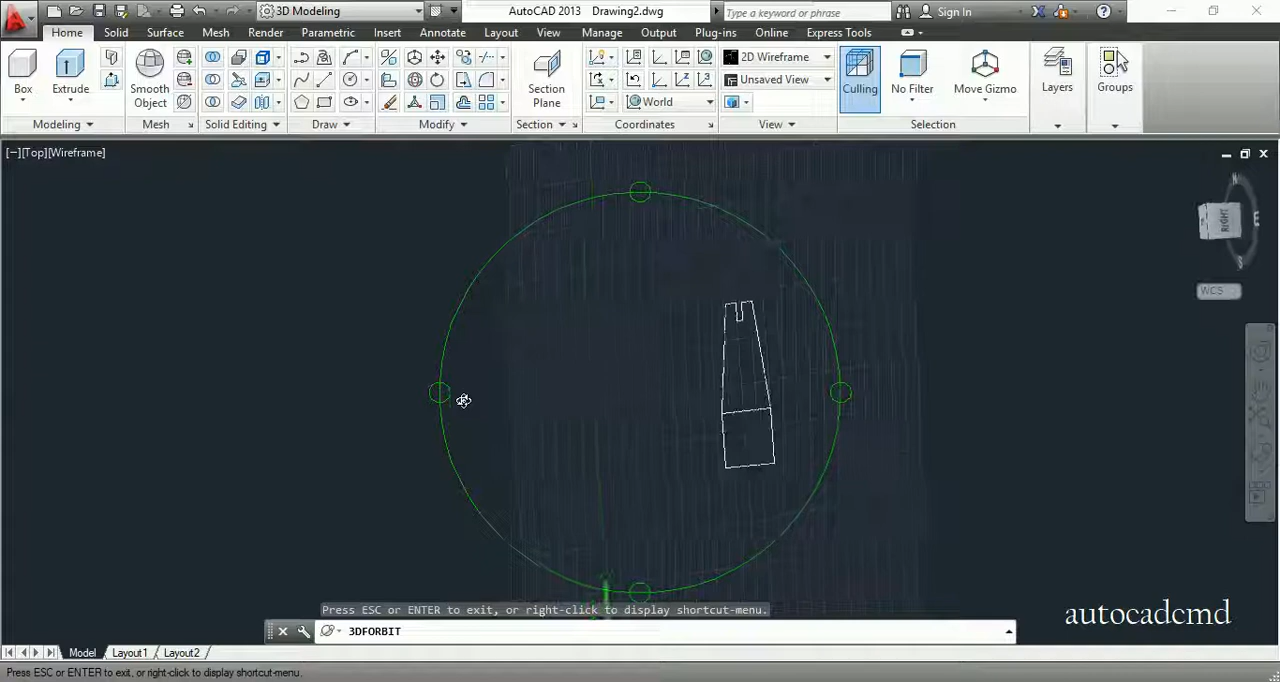 3D Modeling
AutoCAD 2013 Drawing2.dwg
Type a keyword or phrase
Sign In
Home Solid Surface Mesh Render Parametric Insert Annotate Layout View Manage Output Plug-ins Online Express Tools
2D Wireframe
Unsaved View
World
Box Extrude Smooth Object Section Plane Culling No Filter Move Gizmo Layers Groups
Modeling Mesh Solid Editing Draw Modify Section Coordinates View Selection
[−][Top][Wireframe]
N
RIGHT
E
S
WCS
Press ESC or ENTER to exit, or right-click to display shortcut-menu.
3DFORBIT
autocadcmd
Model Layout1 Layout2
Press ESC or ENTER to exit, or right-click to display shortcut-menu.